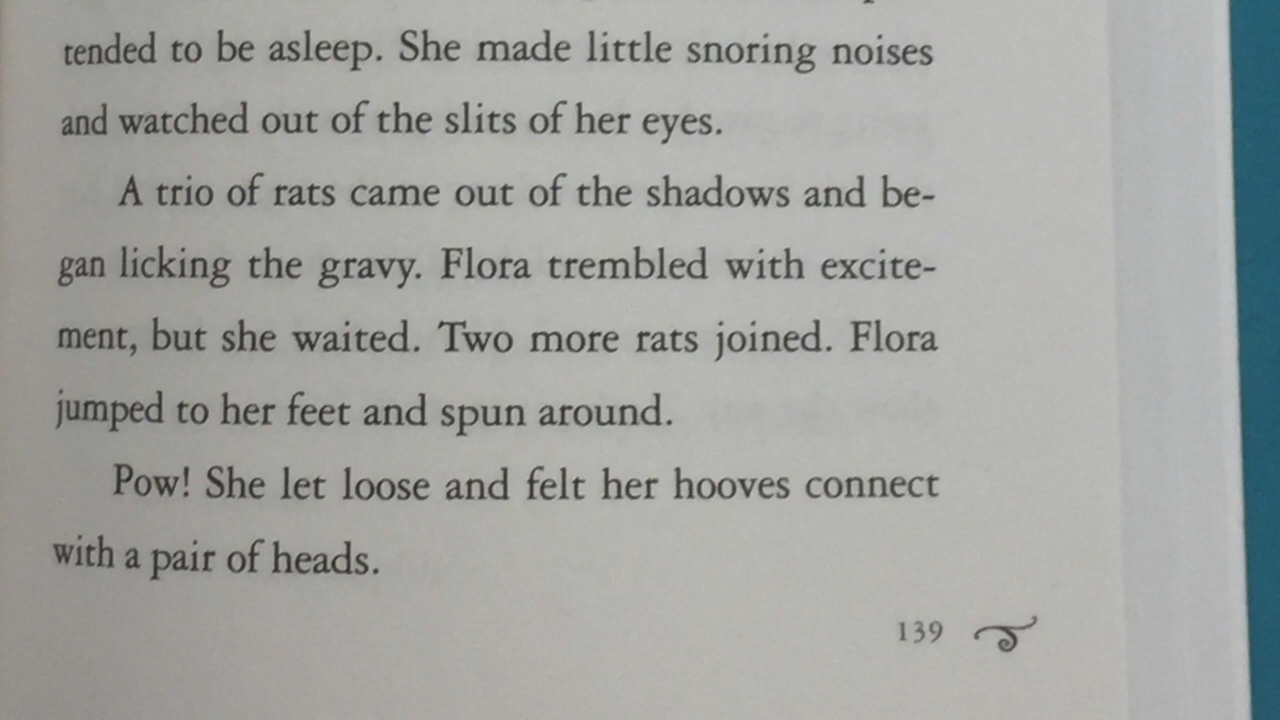 tended to be asleep. She made little snoring noises
and watched out of the slits of her eyes.
A trio of rats came out of the shadows and be-
gan licking the gravy. Flora trembled with excite-
ment, but she waited. Two more rats joined. Flora
jumped to her feet and spun around.
Pow! She let loose and felt her hooves connect
with a pair of heads.
139